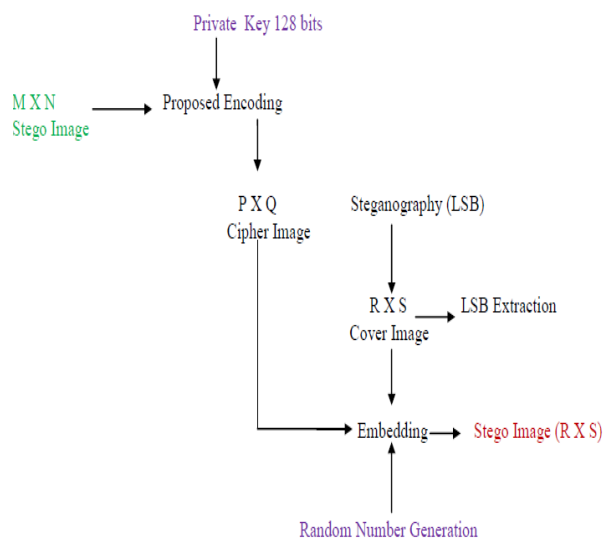 Private Key 128 bits
M X N
Stego Image
Proposed Encoding
P X Q
Cipher Image
Steganography (LSB)
R X S
Cover Image
LSB Extraction
Embedding
Stego Image (R X S)
Random Number Generation